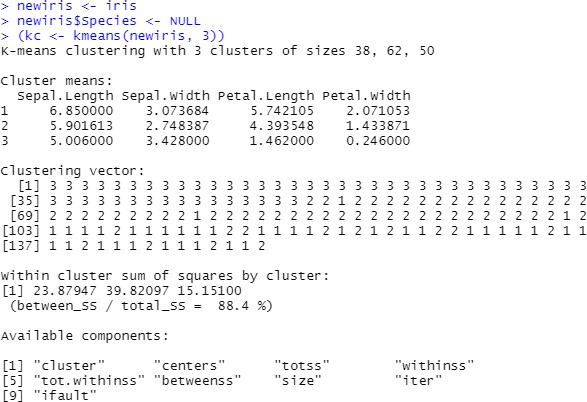 > newiris <- iris
> newiris$Species <- NULL
> (kc <- kmeans(newiris, 3))
K-means clustering with 3 clusters of sizes 38, 62, 50
Cluster means:
Sepal.Length Sepal.Width Petal.Length Petal.Width
1 6.850000 3.073684 5.742105 2.071053
2 5.901613 2.748387 4.393548 1.433871
3 5.006000 3.428000 1.462000 0.246000
Clustering vector:
[1] 3 3 3 3 3 3 3 3 3 3 3 3 3 3 3 3 3 3 3 3 3 3 3 3 3 3 3 3 3 3 3 3 3 3
[35] 3 3 3 3 3 3 3 3 3 3 3 3 3 3 3 3 2 2 1 2 2 2 2 2 2 2 2 2 2 2 2 2 2 2
[69] 2 2 2 2 2 2 2 2 2 1 2 2 2 2 2 2 2 2 2 2 2 2 2 2 2 2 2 2 2 2 2 2 1 2
[103] 1 1 1 1 2 1 1 1 1 1 1 2 2 1 1 1 1 2 1 2 1 2 1 1 2 2 1 1 1 1 1 2 1 1
[137] 1 1 2 1 1 1 2 1 1 1 2 1 1 2
Within cluster sum of squares by cluster:
[1] 23.87947 39.82097 15.15100
(between_SS / total_SS = 88.4 %)
Available components:
[1] "cluster" "centers" "totss" "withinss"
[5] "tot.withinss" "betweenss" "size" "iter"
[9] "ifault"